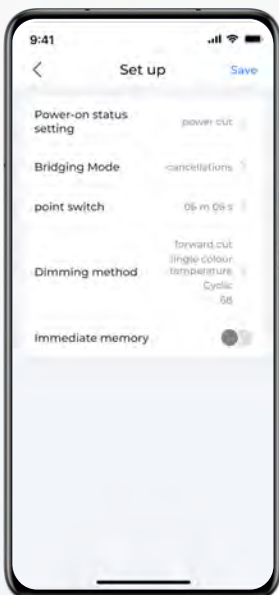 9:41
Set up
Save
Power-on status
setting
power cut
Bridging Mode
cancellations
point switch
forward cut
single colour
temperature
Dimming method
Cyclic
Immediate memory